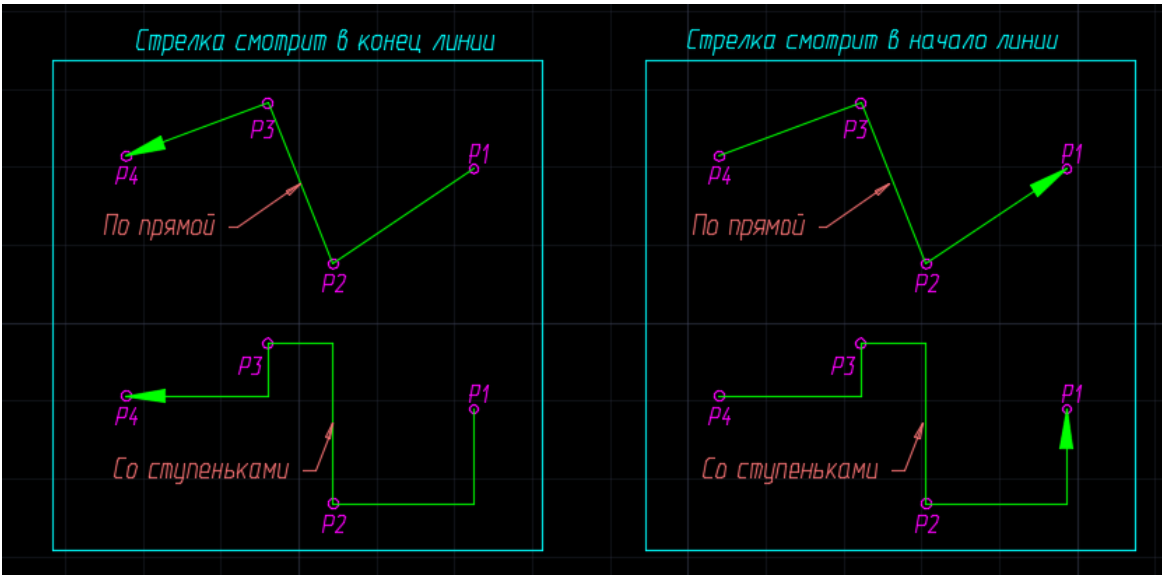 Стрелка смотрит в конец линии
P3
P1
P4
По прямой
P2
P3
P1
P4
Со ступеньками
P2
Стрелка смотрит в начало линии
P3
P1
P4
По прямой
P2
P3
P1
P4
Со ступеньками
P2